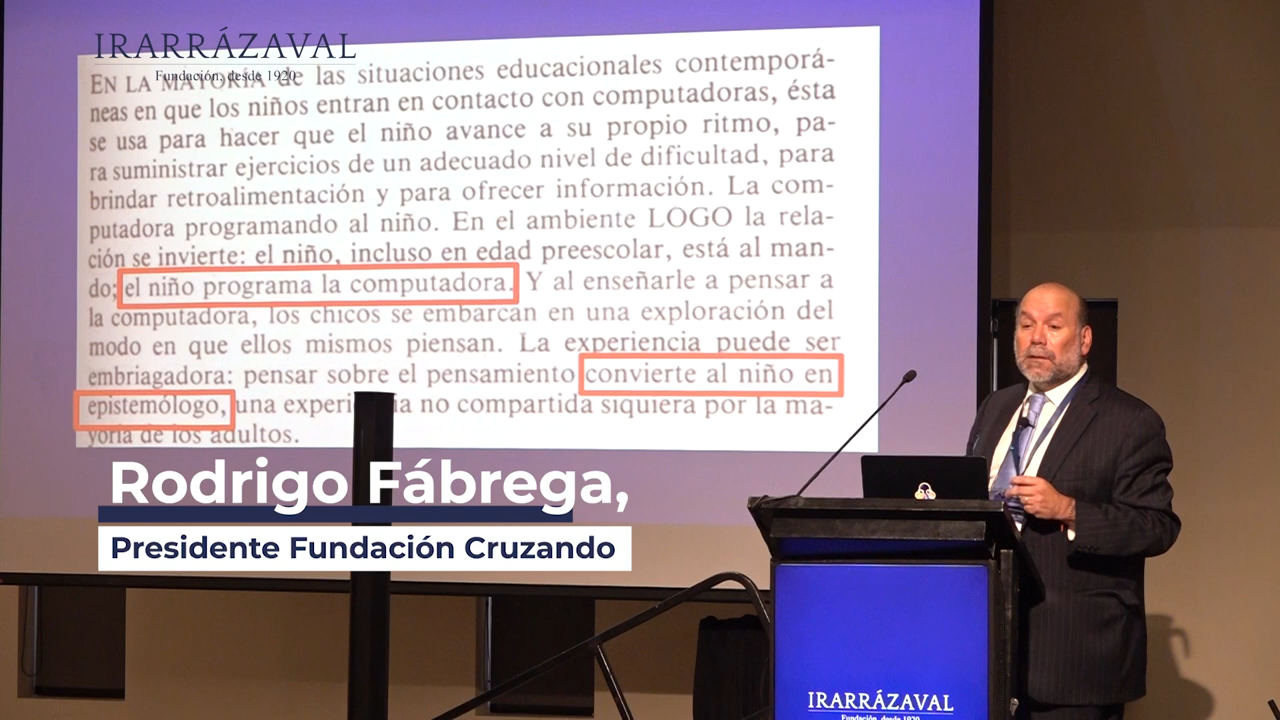 IRARRÁZAVAL
Fundación, desde 1920
EN LA MAYORÍA de las situaciones educacionales contemporá-
neas en que los niños entran en contacto con computadoras, ésta
se usa para hacer que el niño avance a su propio ritmo, pa-
ra suministrar ejercicios de un adecuado nivel de dificultad, para
brindar retroalimentación y para ofrecer información. La com-
putadora programando al niño. En el ambiente LOGO la rela-
ción se invierte: el niño, incluso en edad preescolar, está al man-
do; el niño programa la computadora. Y al enseñarle a pensar a
la computadora, los chicos se embarcan en una exploración del
modo en que ellos mismos piensan. La experiencia puede ser
embriagadora: pensar sobre el pensamiento convierte al niño en
epistemólogo, una experiencia no compartida siquiera por la ma-
yoría de los adultos.
Rodrigo Fábrega,
Presidente Fundación Cruzando
IRARRÁZAVAL
Fundación, desde 1920